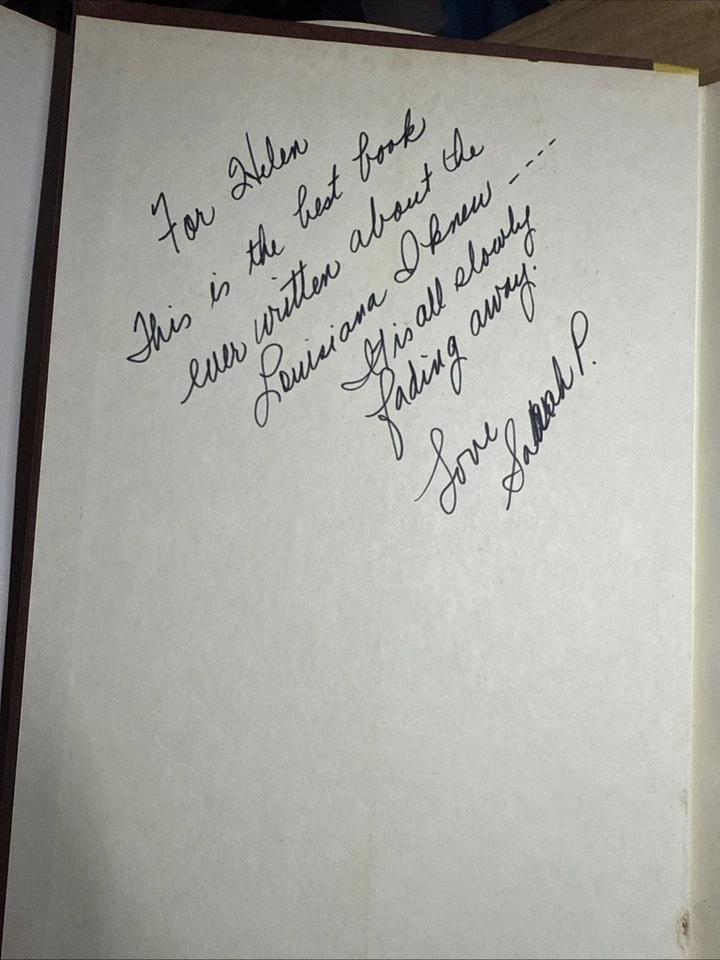 For Helen
This is the best book
ever written about the
Louisiana I knew ----
It is all slowly
fading away.
Love
Sarah P.